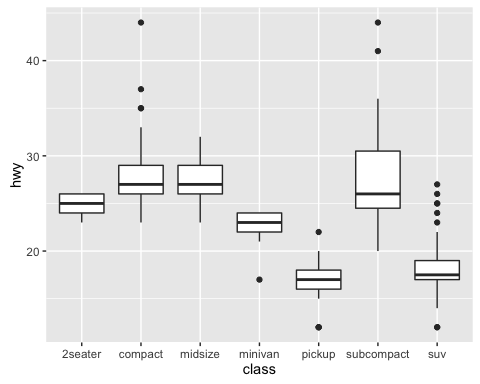 40
30
20
hwy
2seater compact midsize minivan pickup subcompact suv
class